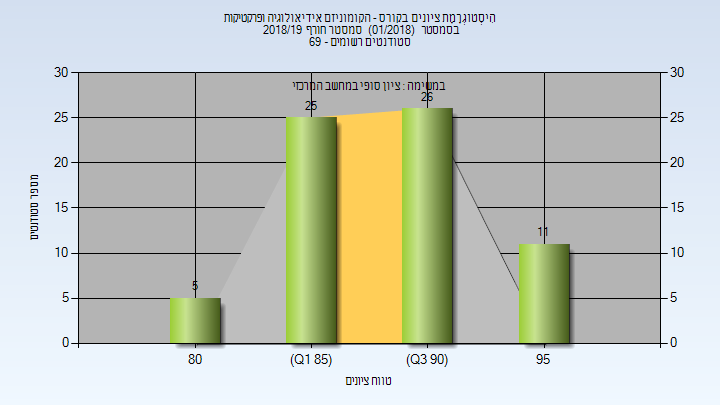 הִיסְטוֹגְרָמַת ציונים בקורס - הקומוניזם אידיאולוגיה ופרקטיקות
בסמסטר (01/2018) סמסטר חורף 2018/19
סטודנטים רשומים - 69
במשימה : ציון סופי במחשב המרכזי
30 30
25 25
20 20
15 15
10 10
5 5
0 0
5
25
26
11
מספר סטודנטים
80 (Q1 85) (Q3 90) 95
טווח ציונים